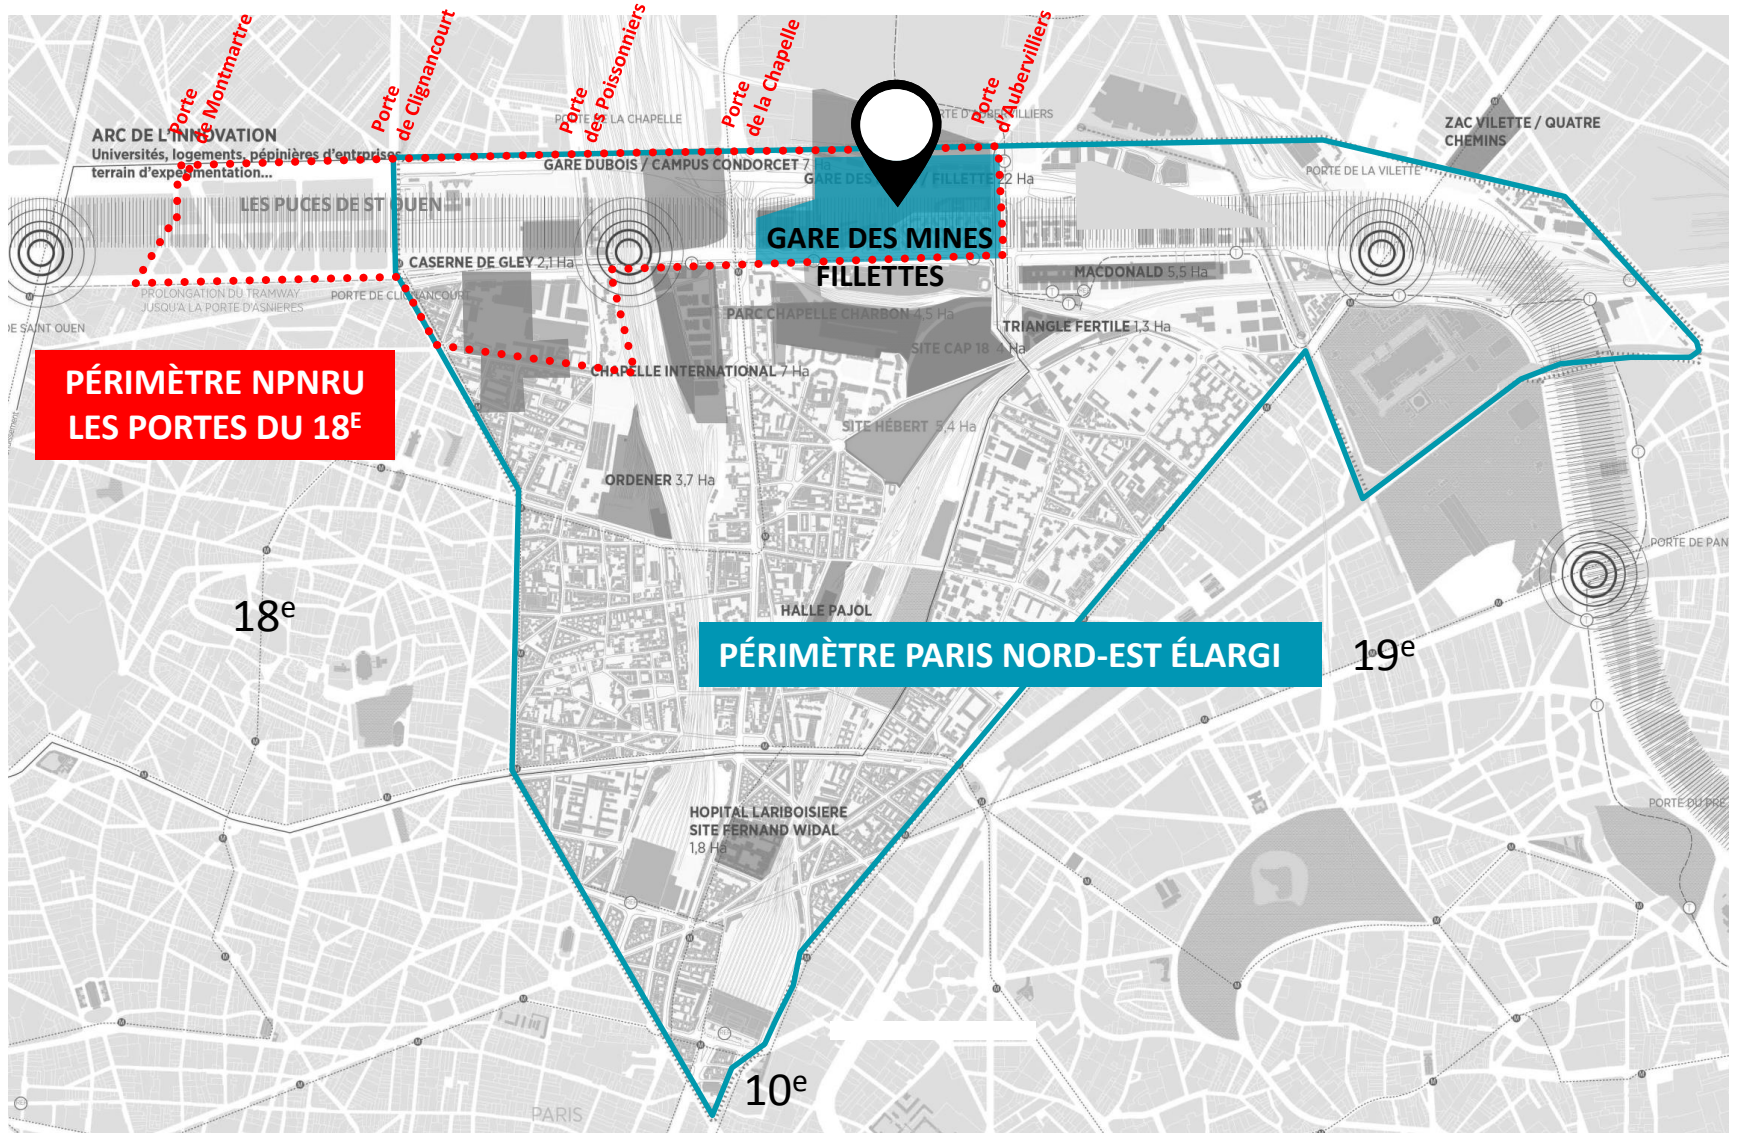 Porte
de Montmartre
Porte
de Clignancourt
Porte
des Poissonniers
Porte
de la Chapelle
Porte
d'Aubervilliers
ARC DE L'INNOVATION
Universités, logements, pépinières d'entrprises,
terrain d'expérimentation...
PORTE DE LA CHAPELLE
RTE D'AUBERVILLIERS
ZAC VILETTE / QUATRE
CHEMINS
GARE DUBOIS / CAMPUS CONDORCET 7 Ha
GARE DES / FILLETTE 22 Ha
PORTE DE LA VILLETTE
LES PUCES DE ST OUEN
GARE DES MINES
FILLETTES
CASERNE DE GLEY 2,1 Ha
MACDONALD 5,5 Ha
PROLONGATION DU TRAMWAY
JUSQU'À LA PORTE D'ASNIERES
PORTE DE CLIGNANCOURT
PARC CHAPELLE CHARBON 4,5 Ha
DE SAINT OUEN
TRIANGLE FERTILE 1,3 Ha
SITE CAP 18 4 Ha
CHAPELLE INTERNATIONAL 7 Ha
PÉRIMÈTRE NPNRU
LES PORTES DU 18E
SITE HÉBERT 5,4 Ha
ORDENER 3,7 Ha
PORTE DE PAN
18e
HALLE PAJOL
PÉRIMÈTRE PARIS NORD-EST ÉLARGI
19e
HOPITAL LARIBOISIERE
SITE FERNAND WIDAL
1,8 Ha
PORTE DU PRE
10e
PARIS